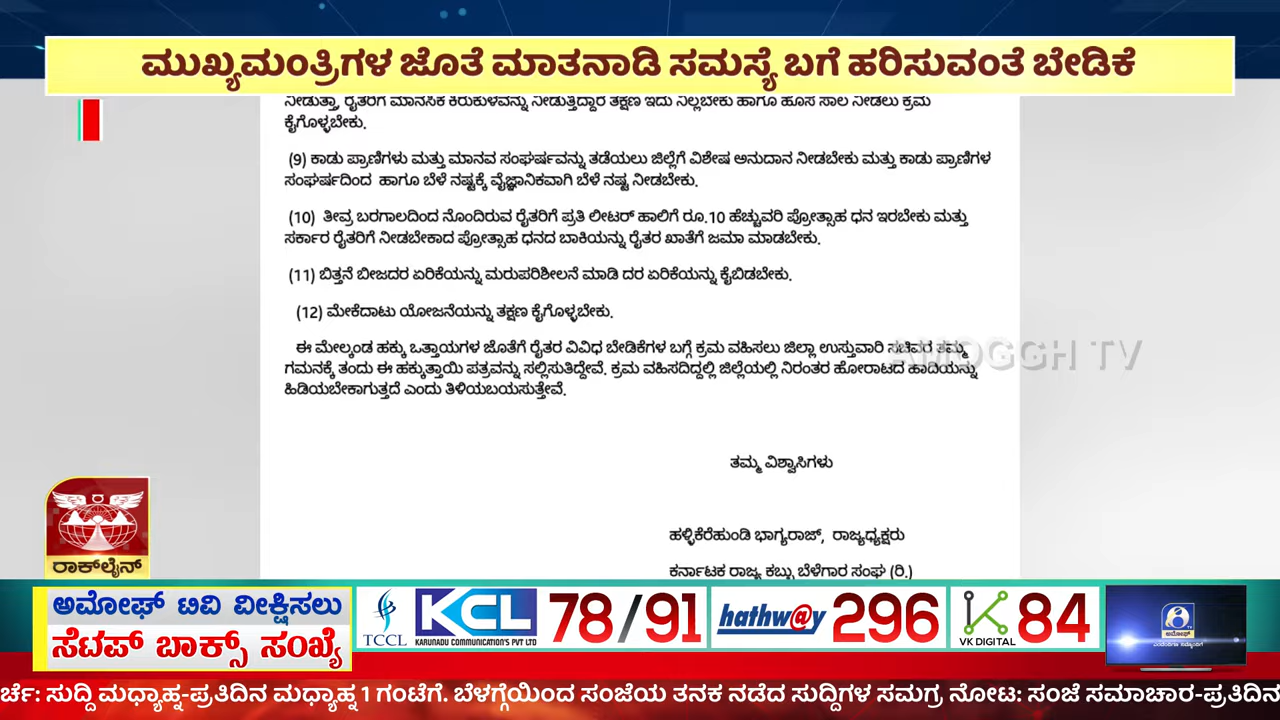 ಮುಖ್ಯಮಂತ್ರಿಗಳ ಜೊತೆ ಮಾತನಾಡಿ ಸಮಸ್ಯೆ ಬಗೆ ಹರಿಸುವಂತೆ ಬೇಡಿಕೆ
ನೀಡುತ್ತಾ, ರೈತರಿಗೆ ಮಾನಸಿಕ ಕಿರುಕುಳವನ್ನು ನೀಡುತ್ತಿದ್ದಾರೆ ತಕ್ಷಣ ಇದು ನಿಲ್ಲಬೇಕು ಹಾಗೂ ಹೊಸ ಸಾಲ ನೀಡಲು ಕ್ರಮ
ಕೈಗೊಳ್ಳಬೇಕು.
(9) ಕಾಡು ಪ್ರಾಣಿಗಳು ಮತ್ತು ಮಾನವ ಸಂಘರ್ಷವನ್ನು ತಡೆಯಲು ಜಿಲ್ಲೆಗೆ ವಿಶೇಷ ಅನುದಾನ ನೀಡಬೇಕು ಮತ್ತು ಕಾಡು ಪ್ರಾಣಿಗಳ
ಸಂಘರ್ಷದಿಂದ ಹಾಗೂ ಬೆಳೆ ನಷ್ಟಕ್ಕೆ ವೈಜ್ಞಾನಿಕವಾಗಿ ಬೆಳೆ ನಷ್ಟ ನೀಡಬೇಕು.
(10) ತೀವ್ರ ಬರಗಾಲದಿಂದ ನೊಂದಿರುವ ರೈತರಿಗೆ ಪ್ರತಿ ಲೀಟರ್ ಹಾಲಿಗೆ ರೂ.10 ಹೆಚ್ಚುವರಿ ಪ್ರೋತ್ಸಾಹ ಧನ ಇರಬೇಕು ಮತ್ತು
ಸರ್ಕಾರ ರೈತರಿಗೆ ನೀಡಬೇಕಾದ ಪ್ರೋತ್ಸಾಹ ಧನದ ಬಾಕಿಯನ್ನು ರೈತರ ಖಾತೆಗೆ ಜಮಾ ಮಾಡಬೇಕು.
(11) ಬಿತ್ತನೆ ಬೀಜದರ ಏರಿಕೆಯನ್ನು ಮರುಪರಿಶೀಲನೆ ಮಾಡಿ ದರ ಏರಿಕೆಯನ್ನು ಕೈಬಿಡಬೇಕು.
(12) ಮೇಕೆದಾಟು ಯೋಜನೆಯನ್ನು ತಕ್ಷಣ ಕೈಗೊಳ್ಳಬೇಕು.
ಈ ಮೇಲ್ಕಂಡ ಹಕ್ಕು ಒತ್ತಾಯಗಳ ಜೊತೆಗೆ ರೈತರ ವಿವಿಧ ಬೇಡಿಕೆಗಳ ಬಗ್ಗೆ ಕ್ರಮ ವಹಿಸಲು ಜಿಲ್ಲಾ ಉಸ್ತುವಾರಿ ಸಚಿವರ ತಮ್ಮ
ಗಮನಕ್ಕೆ ತಂದು ಈ ಹಕ್ಕುತ್ತಾಯಿ ಪತ್ರವನ್ನು ಸಲ್ಲಿಸುತಿದ್ದೇವೆ. ಕ್ರಮ ವಹಿಸದಿದ್ದಲ್ಲಿ ಜಿಲ್ಲೆಯಲ್ಲಿ ನಿರಂತರ ಹೋರಾಟದ ಹಾದಿಯನ್ನು
ಹಿಡಿಯಬೇಕಾಗುತ್ತದೆ ಎಂದು ತಿಳಿಯಬಯಸುತ್ತೇವೆ.
AMOGGH TV
ತಮ್ಮ ವಿಶ್ವಾಸಿಗಳು
ಹಳ್ಳಿಕೆರೆಹುಂಡಿ ಭಾಗ್ಯರಾಜ್, ರಾಜ್ಯಧ್ಯಕ್ಷರು
ಕರ್ನಾಟಕ ರಾಜ್ಯ ಕಬ್ಬು ಬೆಳೆಗಾರ ಸಂಘ (ರಿ.)
ರಾಕ್‌ಲೈನ್
ಅಮೋಘ್ ಟಿವಿ ವೀಕ್ಷಿಸಲು
ಸೆಟಪ್ ಬಾಕ್ಸ್ ಸಂಖ್ಯೆ
TCCL
KCL
KARUNADU COMMUNICATION'S PVT LTD
78/91
hathw@y
296
VK DIGITAL
84
ಅಮೋಘ್
ರ್ಚೆ: ಸುದ್ದಿ ಮಧ್ಯಾಹ್ನ-ಪ್ರತಿದಿನ ಮಧ್ಯಾಹ್ನ 1 ಗಂಟೆಗೆ. ಬೆಳಗ್ಗೆಯಿಂದ ಸಂಜೆಯ ತನಕ ನಡೆದ ಸುದ್ದಿಗಳ ಸಮಗ್ರ ನೋಟ: ಸಂಜೆ ಸಮಾಚಾರ-ಪ್ರತಿದಿನ